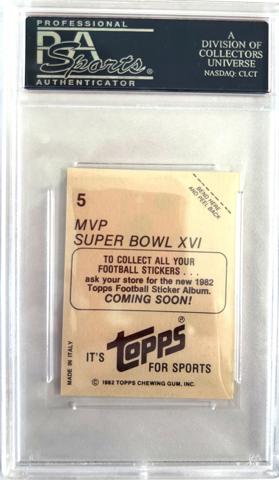 PROFESSIONAL
PSA
Sports
AUTHENTICATOR
A
DIVISION OF
COLLECTORS
UNIVERSE
NASDAQ: CLCT
BEND HERE
AND PEEL BACK
5
MVP
SUPER BOWL XVI
TO COLLECT ALL YOUR
FOOTBALL STICKERS . . .
ask your store for the new 1982
Topps Football Sticker Album.
COMING SOON!
IT'S topps®
FOR SPORTS
MADE IN ITALY
© 1982 TOPPS CHEWING GUM, INC.